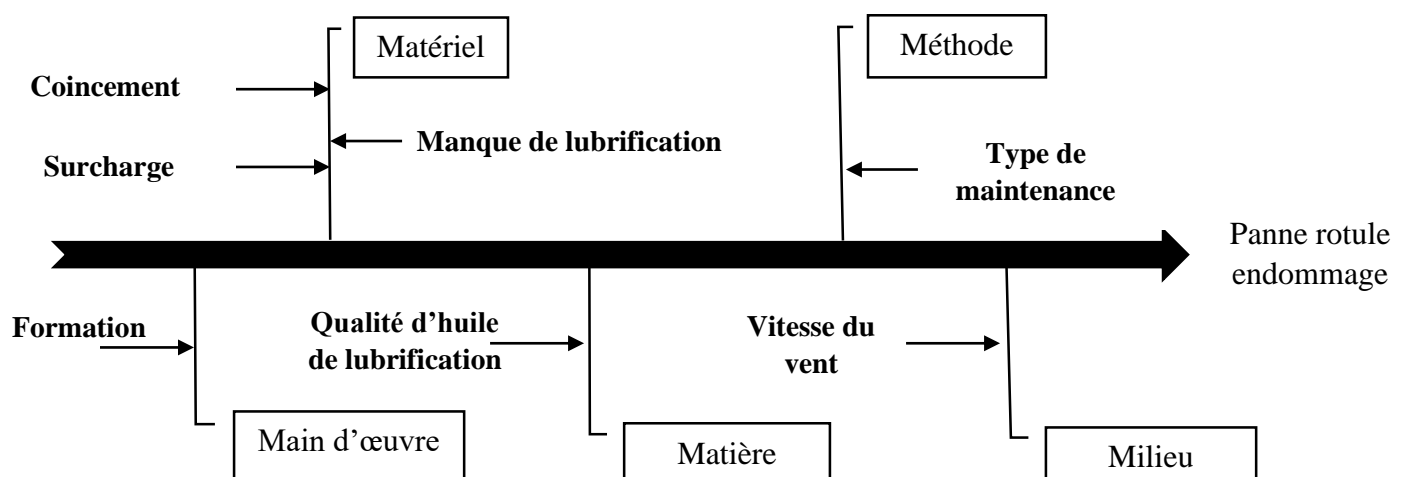 Matériel
Méthode
Coincement
Manque de lubrification
Surcharge
Type de
maintenance
Panne rotule
endommage
Formation
Qualité d’huile
de lubrification
Vitesse du
vent
Main d’œuvre
Matière
Milieu